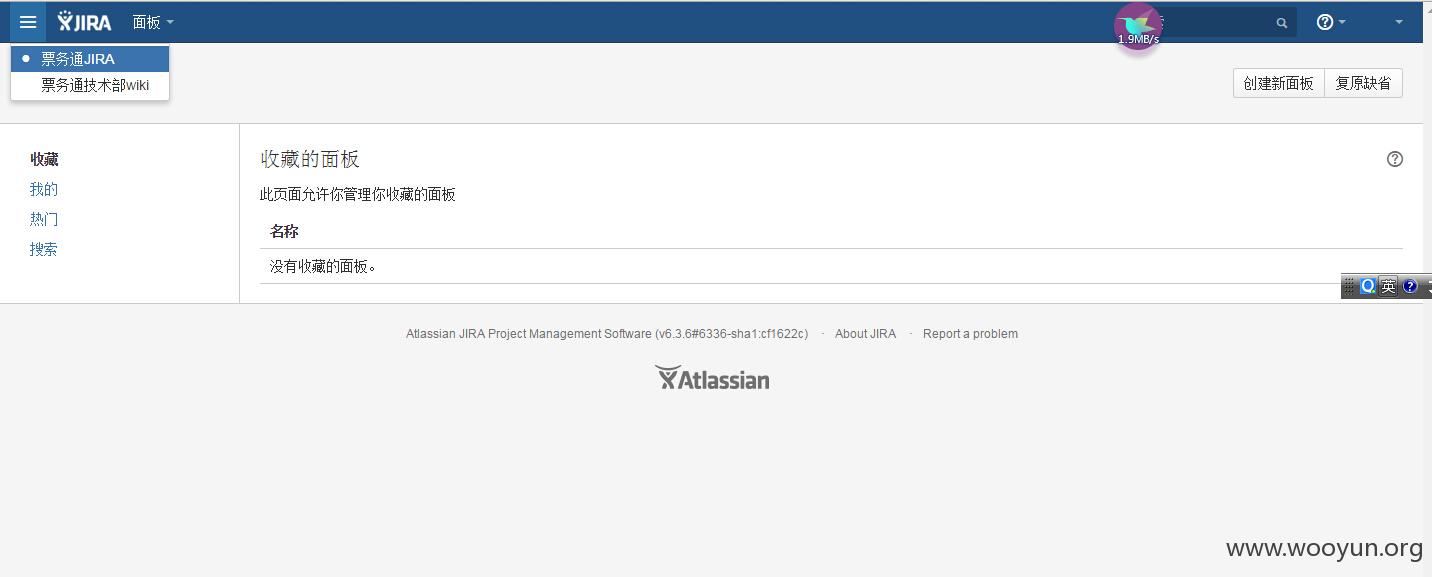 JIRA 面板
1.9MB/s
票务通JIRA
票务通技术部wiki
创建新面板 复原缺省
收藏
我的
热门
搜索
收藏的面板
此页面允许你管理你收藏的面板
名称
没有收藏的面板。
英
Atlassian JIRA Project Management Software (v6.3.6#6336-sha1:cf1622c) · About JIRA · Report a problem
Atlassian
www.wooyun.org